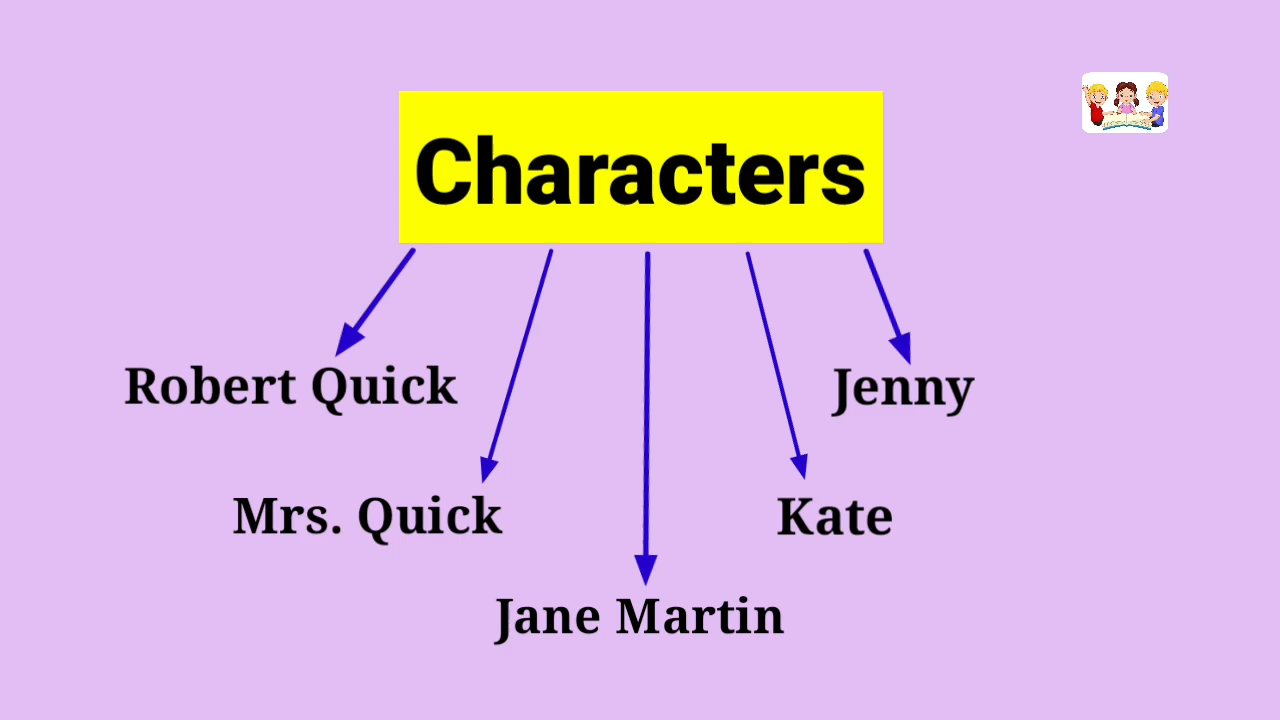 Characters
Robert Quick
Jenny
Mrs. Quick
Kate
Jane Martin